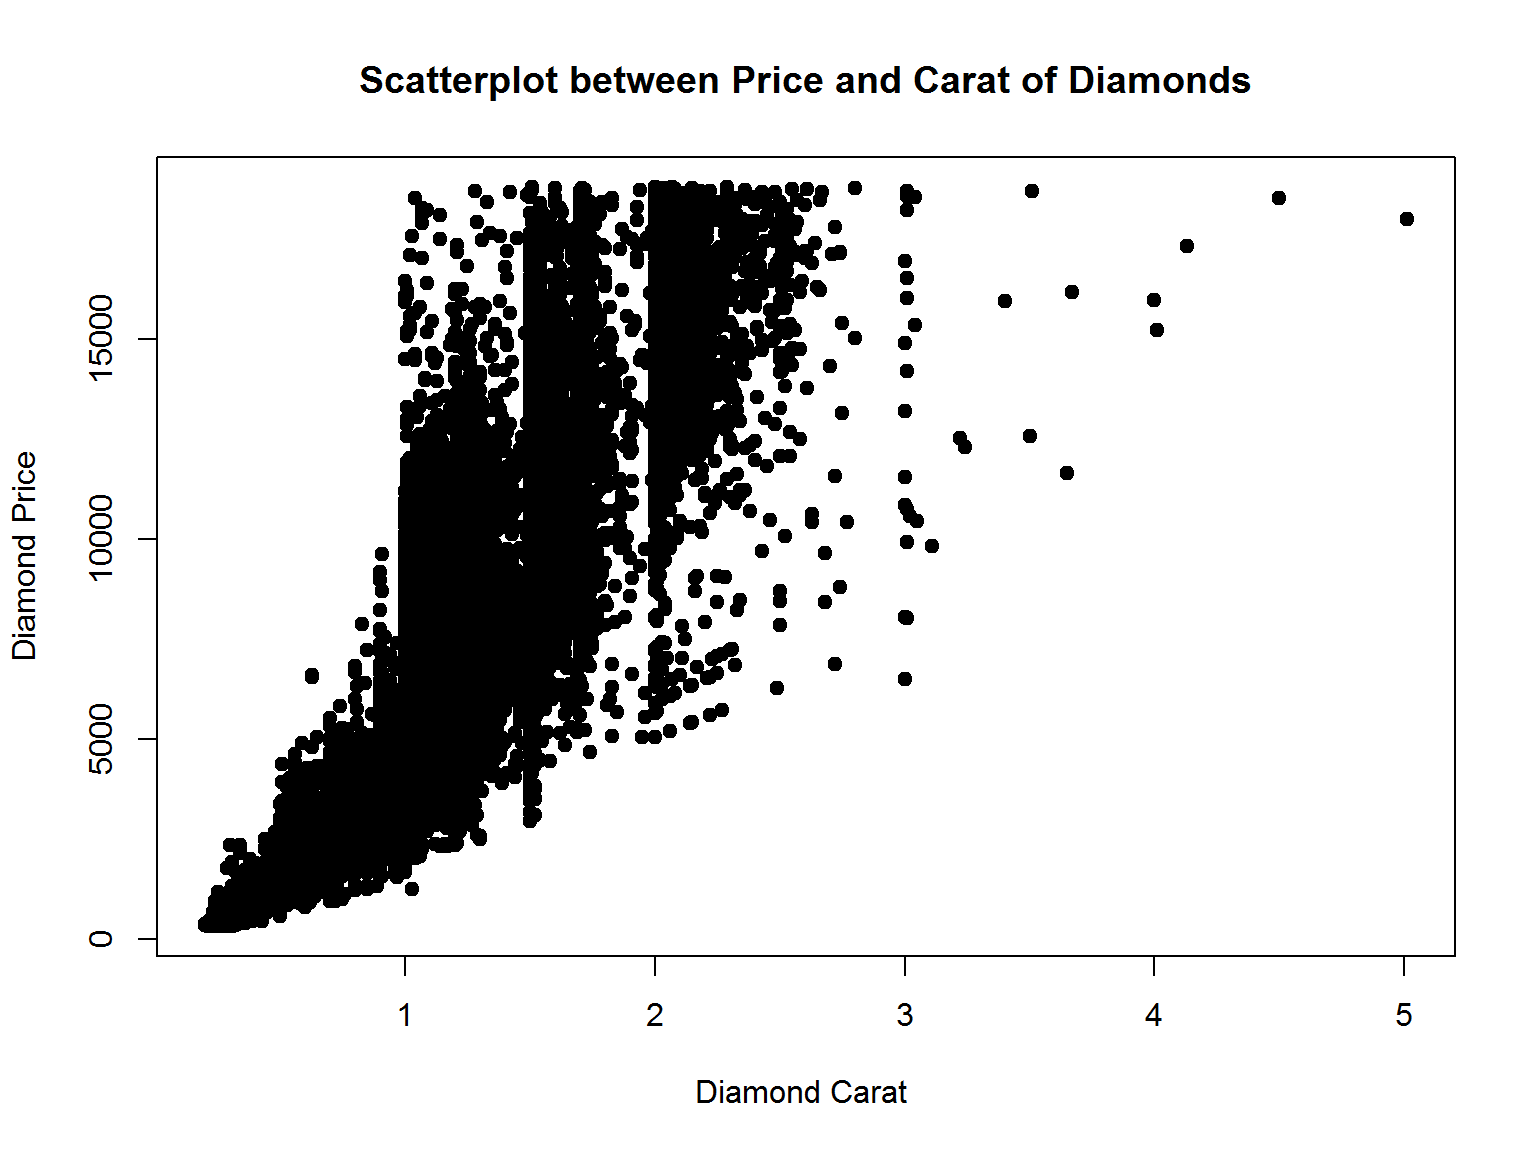 Scatterplot between Price and Carat of Diamonds
Diamond Price
15000
10000
5000
0
1 2 3 4 5
Diamond Carat